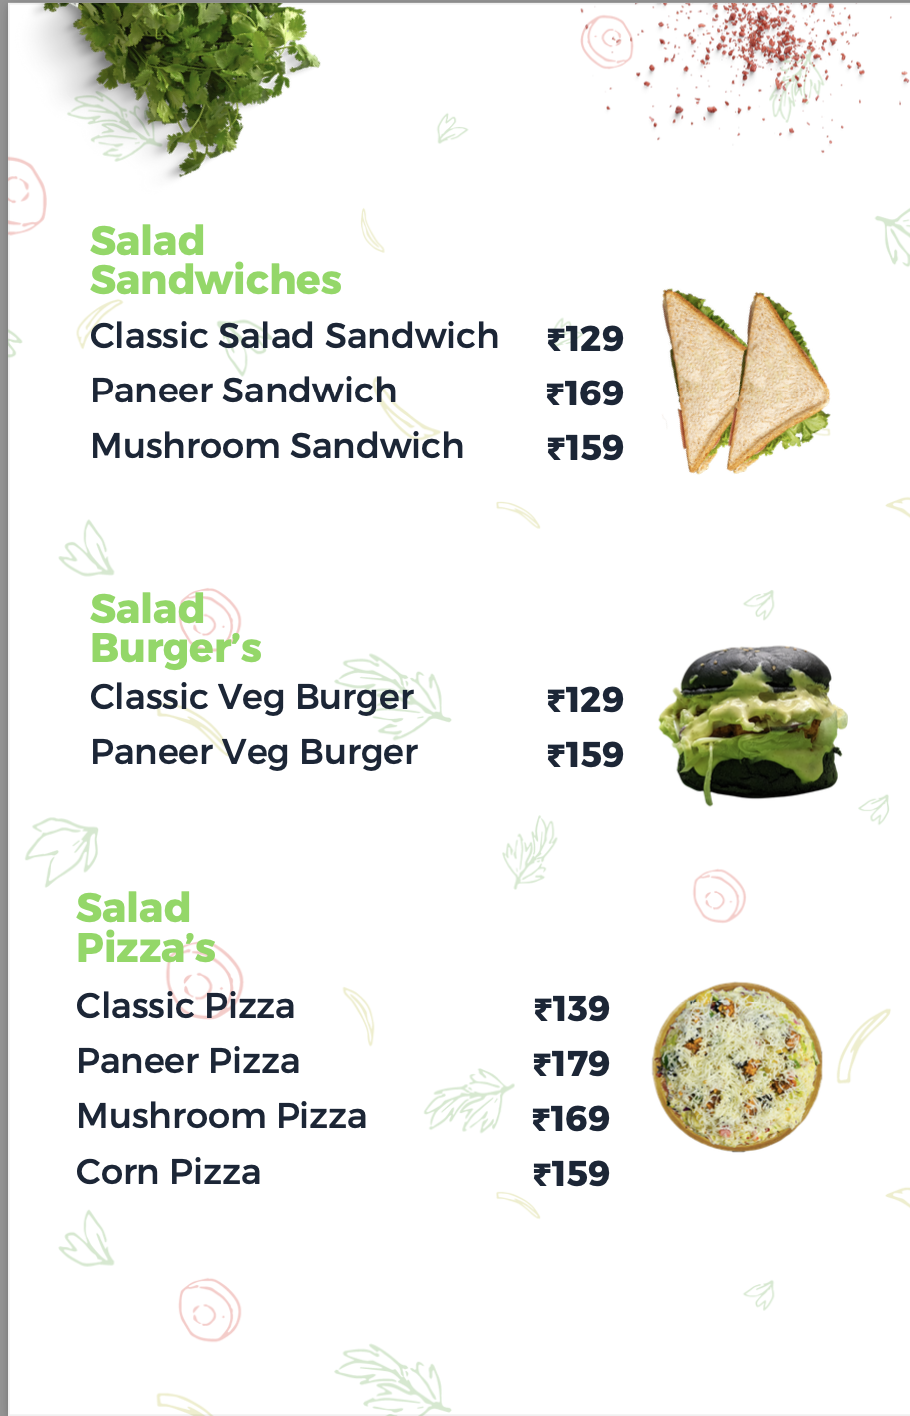 Salad
Sandwiches
Classic Salad Sandwich ₹129
Paneer Sandwich ₹169
Mushroom Sandwich ₹159
Salad
Burger's
Classic Veg Burger ₹129
Paneer Veg Burger ₹159
Salad
Pizza's
Classic Pizza ₹139
Paneer Pizza ₹179
Mushroom Pizza ₹169
Corn Pizza ₹159